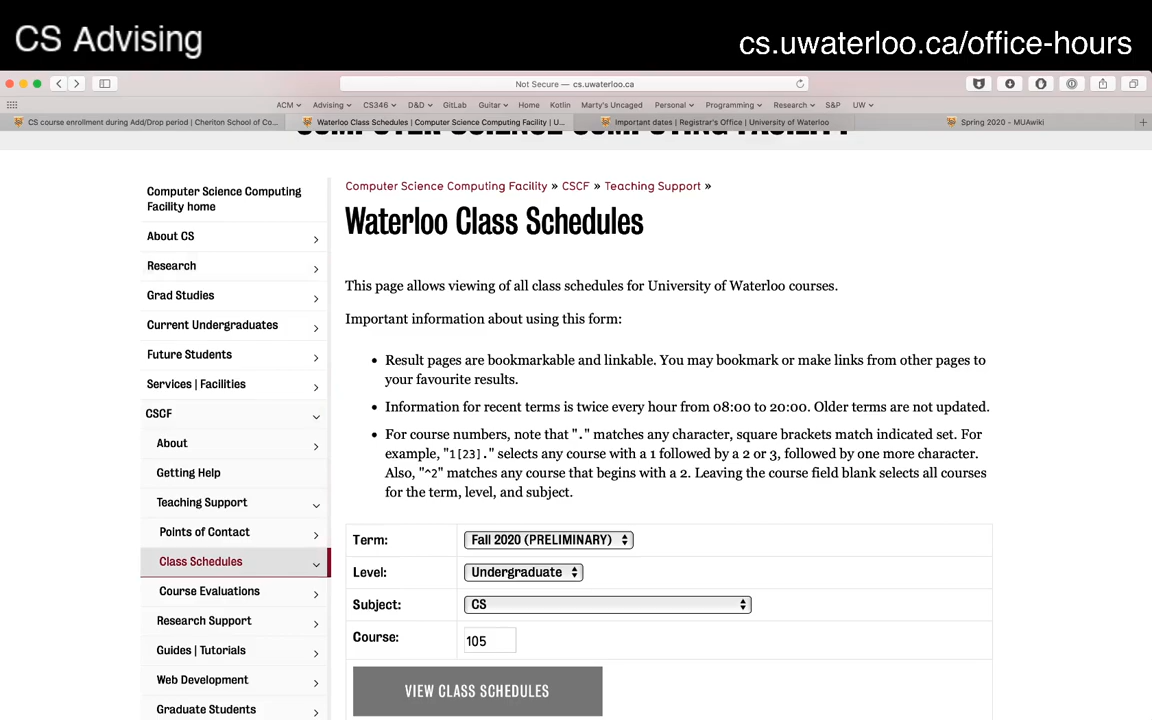 CS Advising
cs.uwaterloo.ca/office-hours
Not Secure — cs.uwaterloo.ca
ACM Advising CS346 D&D GitLab Guitar Home Kotlin Marty's Uncaged Personal Programming Research S&P UW
CS course enrollment during Add/Drop period | Cheriton School of Co...
Waterloo Class Schedules | Computer Science Computing Facility | U...
Important dates | Registrar's Office | University of Waterloo
Spring 2020 - MUAwiki
COMPUTER SCIENCE COMPUTING FACILITY
Computer Science Computing
Facility home
About CS
Research
Grad Studies
Current Undergraduates
Future Students
Services | Facilities
CSCF
About
Getting Help
Teaching Support
Points of Contact
Class Schedules
Course Evaluations
Research Support
Guides | Tutorials
Web Development
Graduate Students
Computer Science Computing Facility » CSCF » Teaching Support »
Waterloo Class Schedules
This page allows viewing of all class schedules for University of Waterloo courses.
Important information about using this form:
• Result pages are bookmarkable and linkable. You may bookmark or make links from other pages to
your favourite results.
• Information for recent terms is twice every hour from 08:00 to 20:00. Older terms are not updated.
• For course numbers, note that "." matches any character, square brackets match indicated set. For
example, "1[23]." selects any course with a 1 followed by a 2 or 3, followed by one more character.
Also, "^2" matches any course that begins with a 2. Leaving the course field blank selects all courses
for the term, level, and subject.
Term: Fall 2020 (PRELIMINARY)
Level: Undergraduate
Subject: CS
Course: 105
VIEW CLASS SCHEDULES